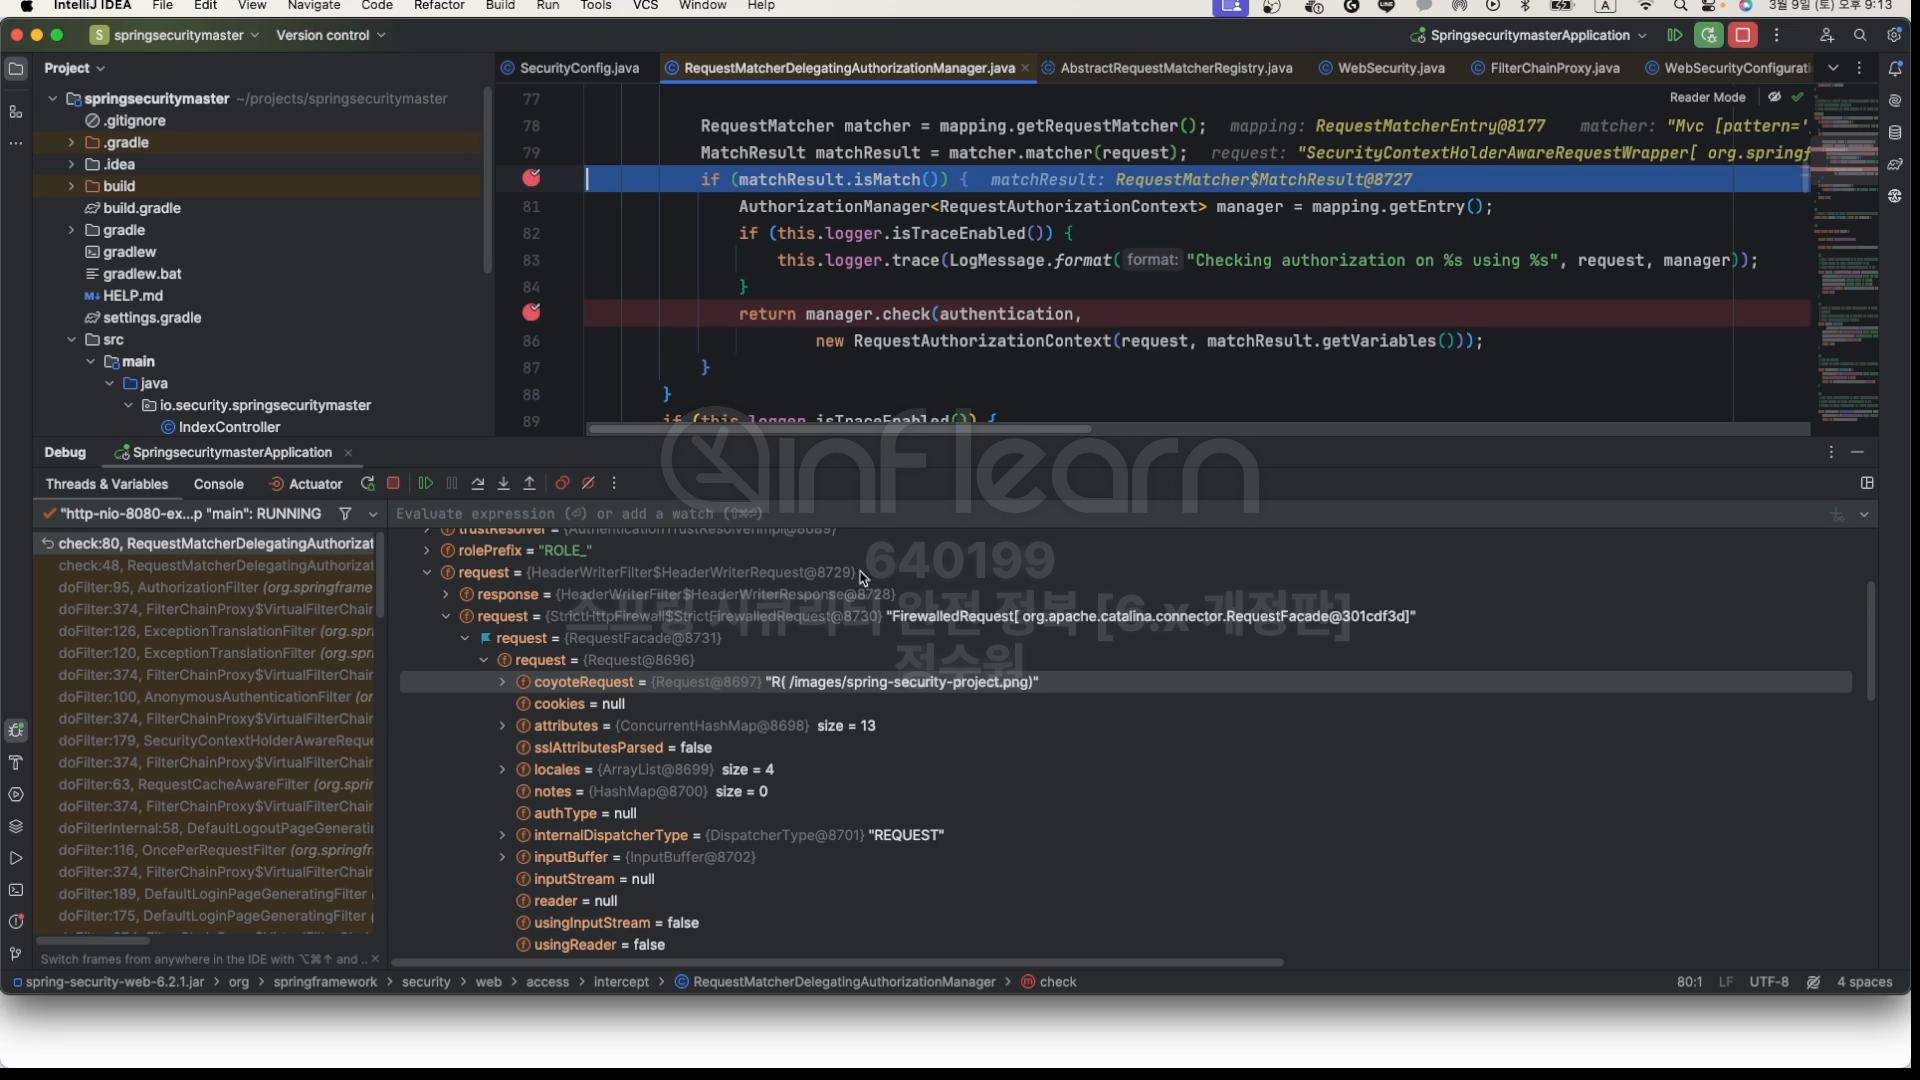 IntelliJ IDEA File Edit View Navigate Code Refactor Build Run Tools VCS Window Help A 3월 9일 (토) 오후 9:13
S springsecuritymaster Version control SpringsecuritymasterApplication
Project
SecurityConfig.java RequestMatcherDelegatingAuthorizationManager.java AbstractRequestMatcherRegistry.java WebSecurity.java FilterChainProxy.java WebSecurityConfigurati
Reader Mode
springsecuritymaster ~/projects/springsecuritymaster
.gitignore
.gradle
.idea
build
build.gradle
gradle
gradlew
gradlew.bat
HELP.md
settings.gradle
src
main
java
io.security.springsecuritymaster
IndexController
77
78 RequestMatcher matcher = mapping.getRequestMatcher(); mapping: RequestMatcherEntry@8177 matcher: "Mvc [pattern='
79 MatchResult matchResult = matcher.matcher(request); request: "SecurityContextHolderAwareRequestWrapper[ org.springf
if (matchResult.isMatch()) { matchResult: RequestMatcher$MatchResult@8727
81 AuthorizationManager<RequestAuthorizationContext> manager = mapping.getEntry();
82 if (this.logger.isTraceEnabled()) {
83 this.logger.trace(LogMessage.format( format: "Checking authorization on %s using %s", request, manager));
84 }
return manager.check(authentication,
86 new RequestAuthorizationContext(request, matchResult.getVariables()));
87 }
88 }
89 if (this.logger.isTraceEnabled()) {
Debug SpringsecuritymasterApplication
Threads & Variables Console Actuator
"http-nio-8080-ex...p "main": RUNNING
Evaluate expression (⏎) or add a watch (⇧⌘⏎)
check:80, RequestMatcherDelegatingAuthorizat
check:48, RequestMatcherDelegatingAuthorizat
doFilter:95, AuthorizationFilter (org.springframe
doFilter:374, FilterChainProxy$VirtualFilterChair
doFilter:126, ExceptionTranslationFilter (org.spri
doFilter:120, ExceptionTranslationFilter (org.spri
doFilter:374, FilterChainProxy$VirtualFilterChair
doFilter:100, AnonymousAuthenticationFilter (or
doFilter:374, FilterChainProxy$VirtualFilterChair
doFilter:179, SecurityContextHolderAwareReque
doFilter:374, FilterChainProxy$VirtualFilterChair
doFilter:63, RequestCacheAwareFilter (org.sprir
doFilter:374, FilterChainProxy$VirtualFilterChair
doFilterInternal:58, DefaultLogoutPageGenerati
doFilter:116, OncePerRequestFilter (org.springfr
doFilter:374, FilterChainProxy$VirtualFilterChair
doFilter:189, DefaultLoginPageGeneratingFilter
doFilter:175, DefaultLoginPageGeneratingFilter
Switch frames from anywhere in the IDE with ⌥⌘↑ and ..
trustResolver = {AuthenticationTrustResolverImpl@8689}
rolePrefix = "ROLE_"
request = {HeaderWriterFilter$HeaderWriterRequest@8729}
response = {HeaderWriterFilter$HeaderWriterResponse@8728}
request = {StrictHttpFirewall$StrictFirewalledRequest@8730} "FirewalledRequest[ org.apache.catalina.connector.RequestFacade@301cdf3d]"
request = {RequestFacade@8731}
request = {Request@8696}
coyoteRequest = {Request@8697} "R( /images/spring-security-project.png)"
cookies = null
attributes = {ConcurrentHashMap@8698} size = 13
sslAttributesParsed = false
locales = {ArrayList@8699} size = 4
notes = {HashMap@8700} size = 0
authType = null
internalDispatcherType = {DispatcherType@8701} "REQUEST"
inputBuffer = {InputBuffer@8702}
inputStream = null
reader = null
usingInputStream = false
usingReader = false
inflearn
640199
스프링 시큐리티 완전 정복 [6.x 개정판]
정수원
spring-security-web-6.2.1.jar org springframework security web access intercept RequestMatcherDelegatingAuthorizationManager check 80:1 LF UTF-8 4 spaces